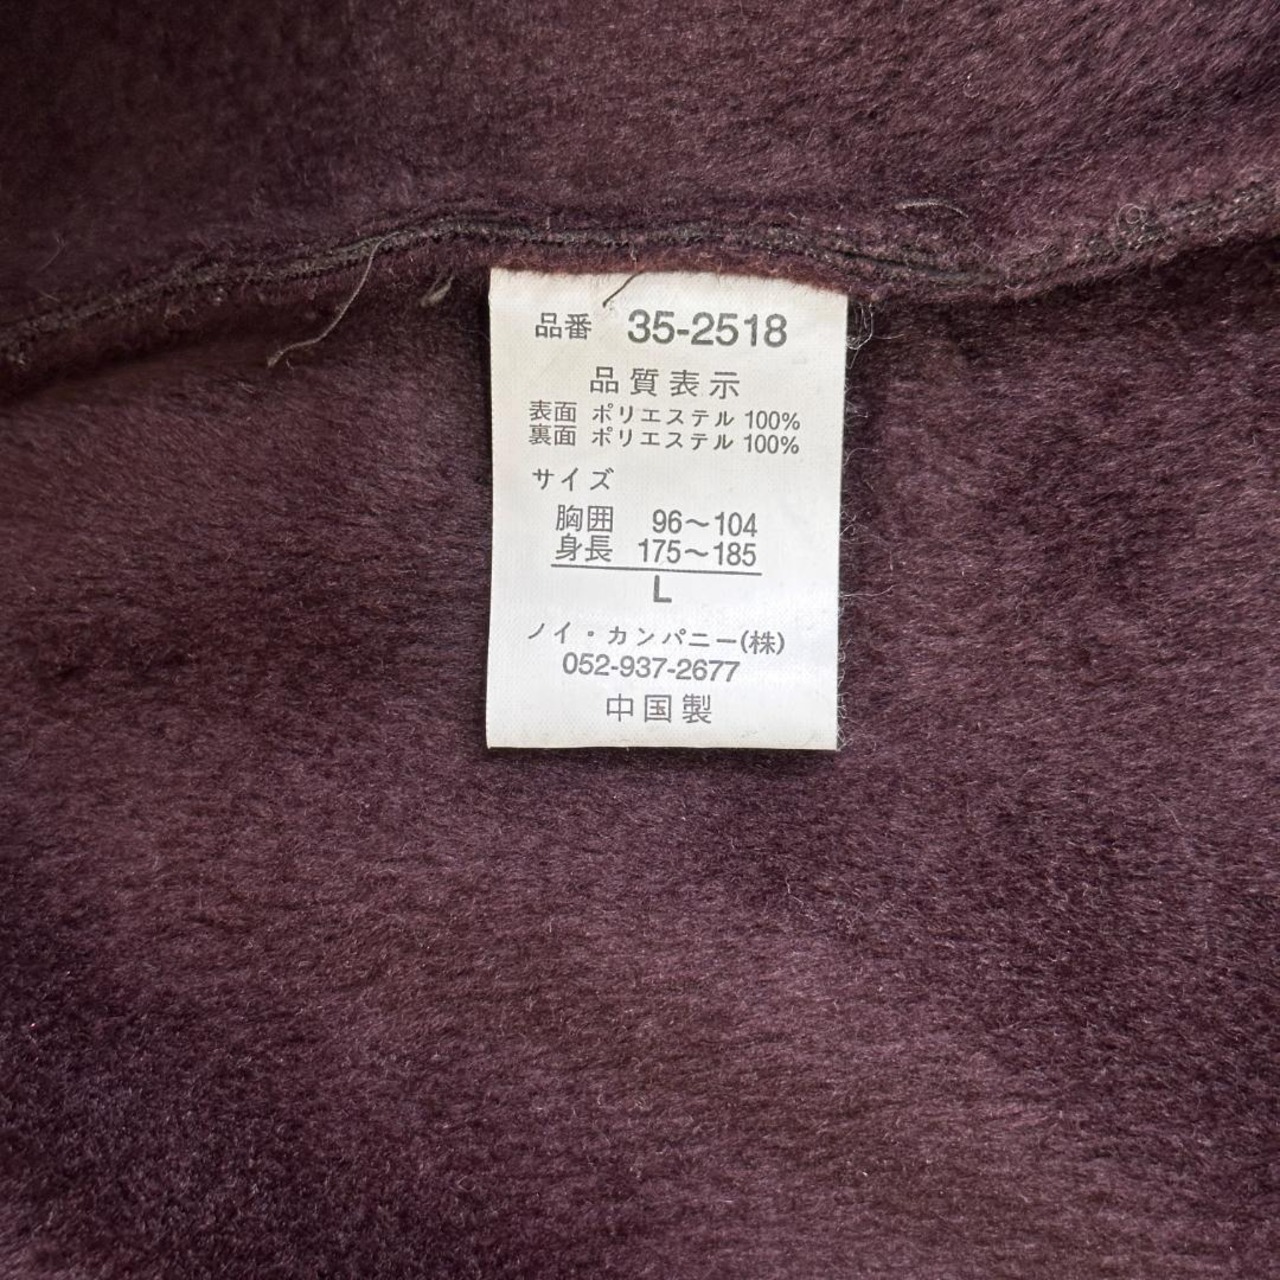 品番 35-2518
品質表示
表面 ポリエステル 100%
裏面 ポリエステル 100%
サイズ
胸囲 96～104
身長 175～185
L
ノイ・カンパニー(株)
052-937-2677
中国製